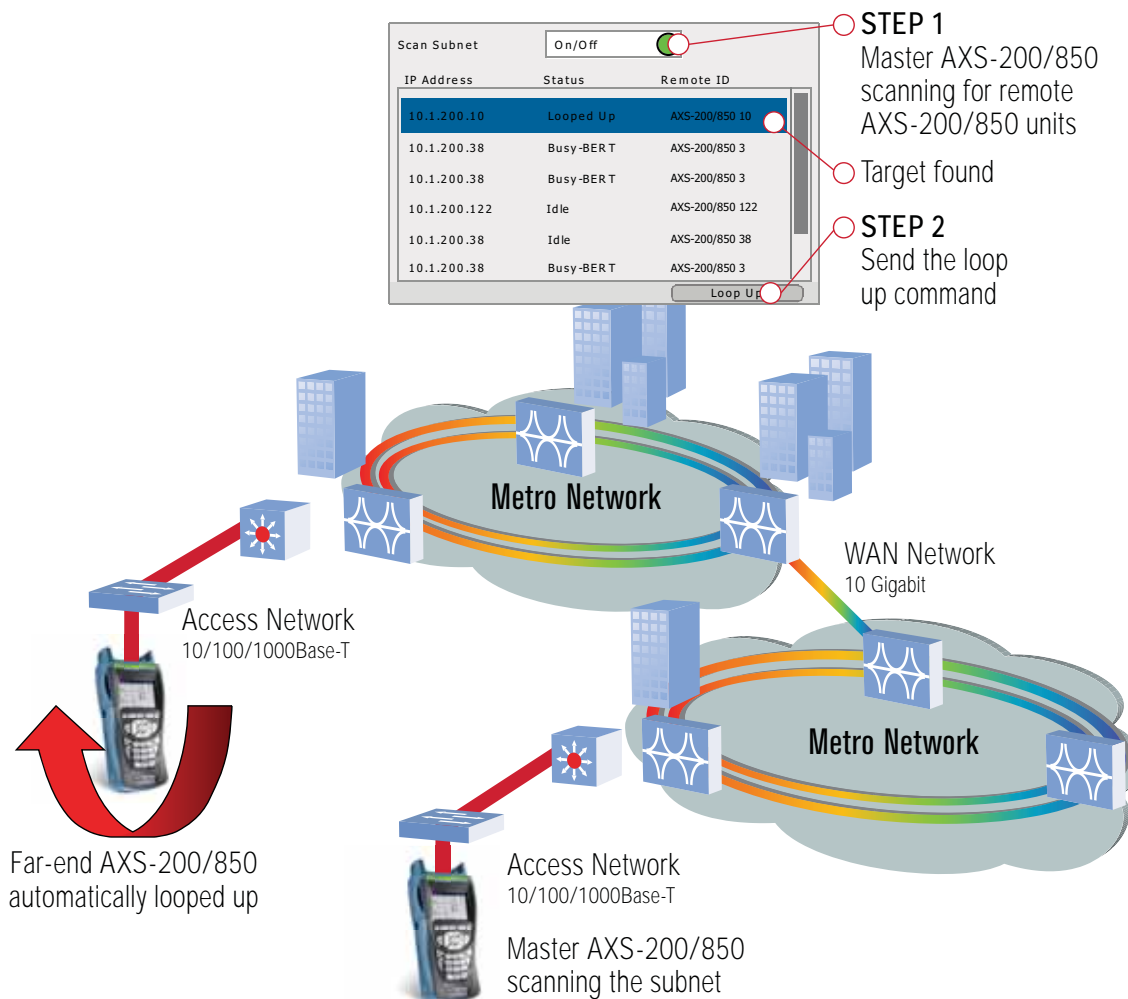 Scan Subnet On/Off
IP Address Status Remote ID
10.1.200.10 Looped Up AXS-200/850 10
10.1.200.38 Busy-BERT AXS-200/850 3
10.1.200.38 Busy-BERT AXS-200/850 3
10.1.200.122 Idle AXS-200/850 122
10.1.200.38 Idle AXS-200/850 38
10.1.200.38 Busy-BERT AXS-200/850 3
Loop Up
STEP 1
Master AXS-200/850
scanning for remote
AXS-200/850 units
Target found
STEP 2
Send the loop
up command
Metro Network
WAN Network
10 Gigabit
Access Network
10/100/1000Base-T
Metro Network
Far-end AXS-200/850
automatically looped up
Access Network
10/100/1000Base-T
Master AXS-200/850
scanning the subnet